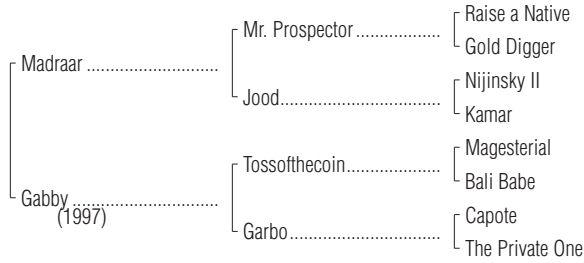 Raise a Native
Mr. Prospector ..................
Gold Digger
Madraar .............................
Nijinsky II
Jood...................................
Kamar
Magesterial
Tossofthecoin.....................
Bali Babe
Gabby ................................
(1997)
Capote
Garbo.................................
The Private One